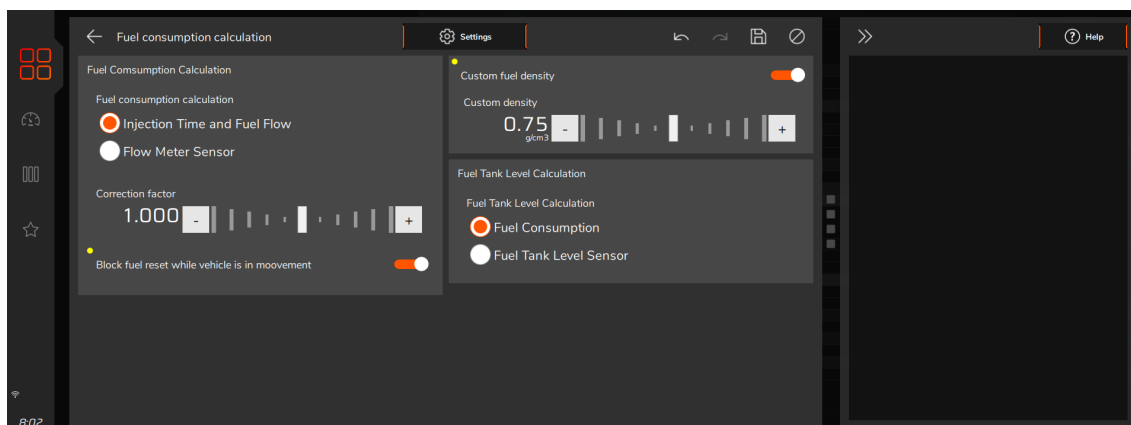 Fuel consumption calculation
Settings
Help
Fuel Comsumption Calculation
Fuel consumption calculation
Injection Time and Fuel Flow
Flow Meter Sensor
Correction factor
1.000 - +
Block fuel reset while vehicle is in moovement
Custom fuel density
Custom density
0.75 - +
g/cm3
Fuel Tank Level Calculation
Fuel Tank Level Calculation
Fuel Consumption
Fuel Tank Level Sensor
8:02